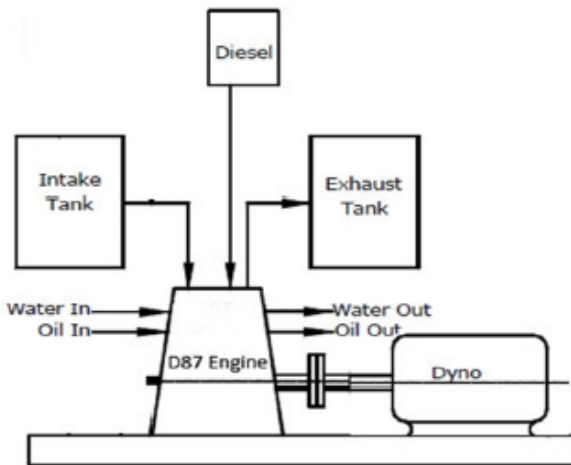 Diesel
Intake
Tank
Exhaust
Tank
Water In
Water Out
Oil In
Oil Out
D87 Engine
Dyno